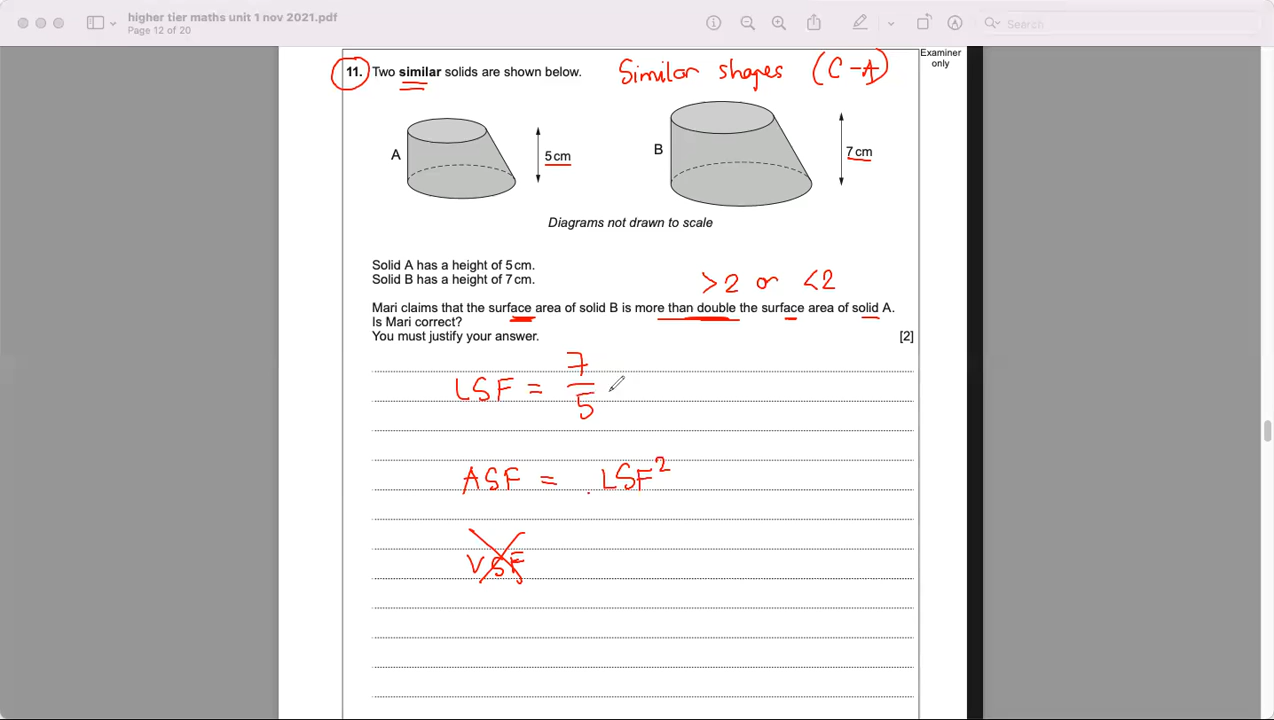 higher tier maths unit 1 nov 2021.pdf
Page 12 of 20
Search
Examiner only
11. Two similar solids are shown below.
Similar shapes (C-A)
A
5 cm
B
7 cm
Diagrams not drawn to scale
Solid A has a height of 5 cm.
Solid B has a height of 7 cm.
>2 or <2
Mari claims that the surface area of solid B is more than double the surface area of solid A.
Is Mari correct?
You must justify your answer.
[2]
LSF = 7/5
ASF = LSF²
VSF